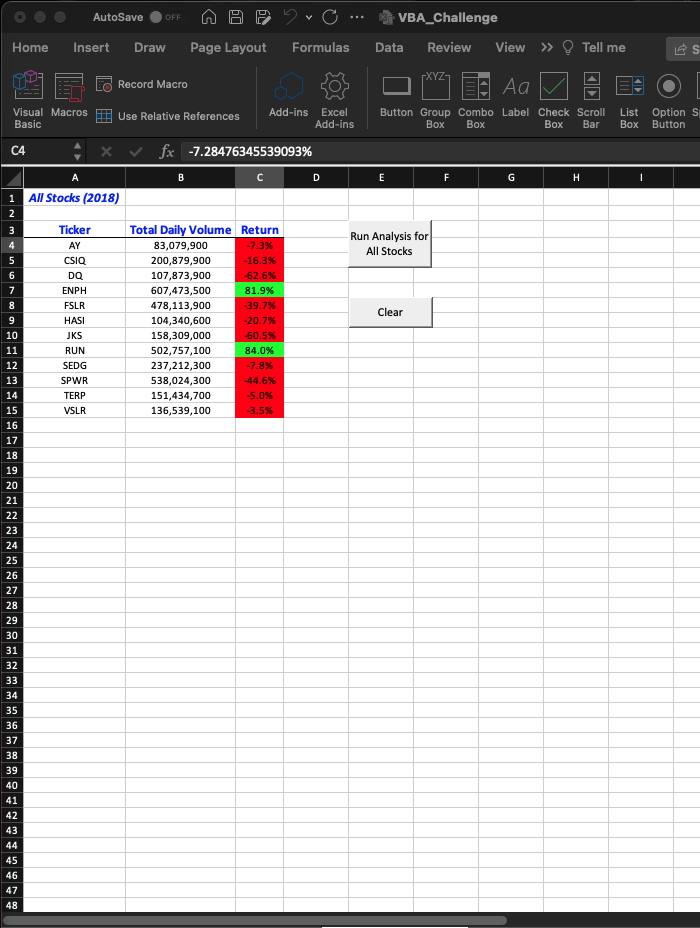 AutoSave OFF VBA_Challenge
Home Insert Draw Page Layout Formulas Data Review View >> Tell me
Visual Basic Macros Record Macro Use Relative References Add-ins Excel Add-ins Button Group Box Combo Box Label Check Box Scroll Bar List Box Option Button
XYZ Aa
C4 fx -7.28476345539093%
A B C D E F G H I
1 All Stocks (2018)
2
3 Ticker Total Daily Volume Return
Run Analysis for All Stocks
4 AY 83,079,900 -7.3%
5 CSIQ 200,879,900 -16.3%
6 DQ 107,873,900 -62.6%
7 ENPH 607,473,500 81.9%
8 FSLR 478,113,900 -39.7%
Clear
9 HASI 104,340,600 -20.7%
10 JKS 158,309,000 -60.5%
11 RUN 502,757,100 84.0%
12 SEDG 237,212,300 -7.8%
13 SPWR 538,024,300 -44.6%
14 TERP 151,434,700 -5.0%
15 VSLR 136,539,100 -3.5%
16
17
18
19
20
21
22
23
24
25
26
27
28
29
30
31
32
33
34
35
36
37
38
39
40
41
42
43
44
45
46
47
48